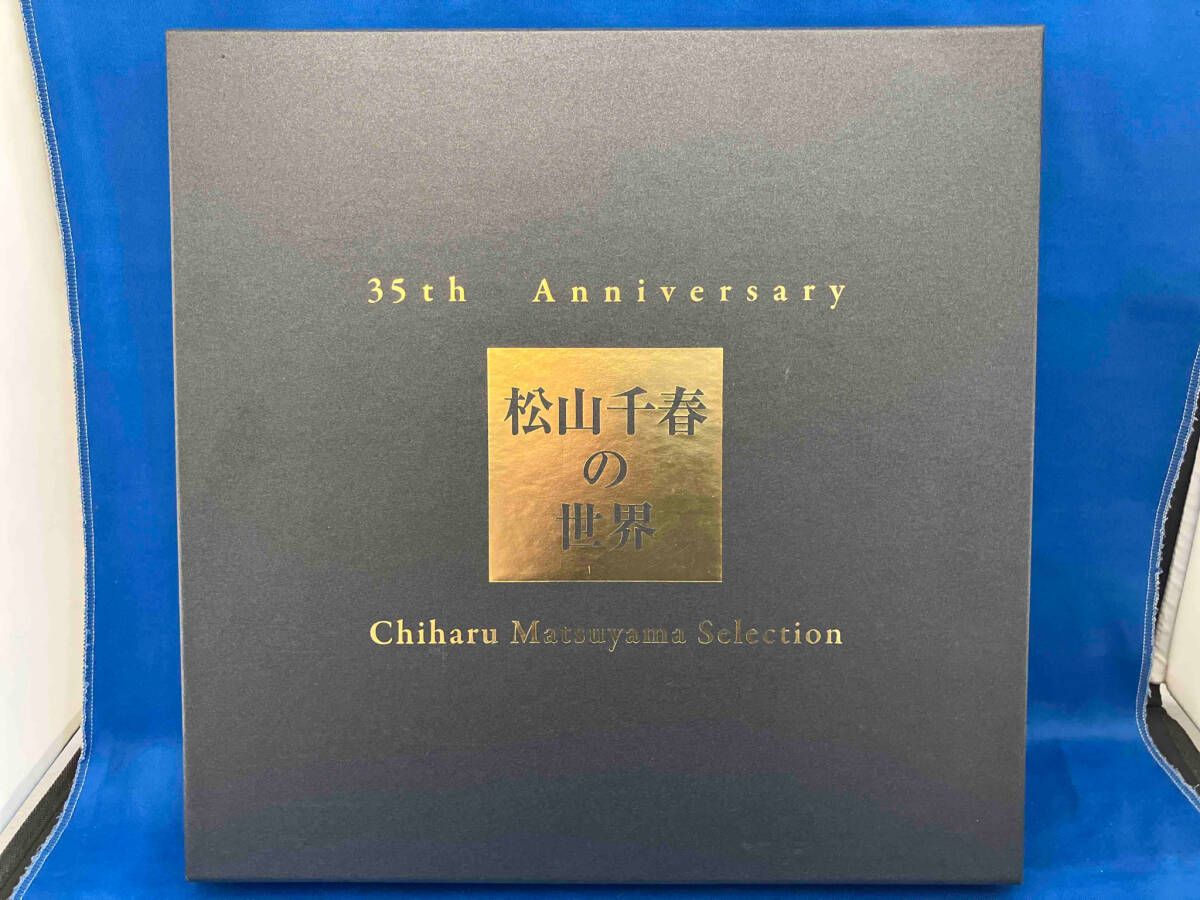 35th Anniversary
松山千春
の
世界
Chiharu Matsuyama Selection